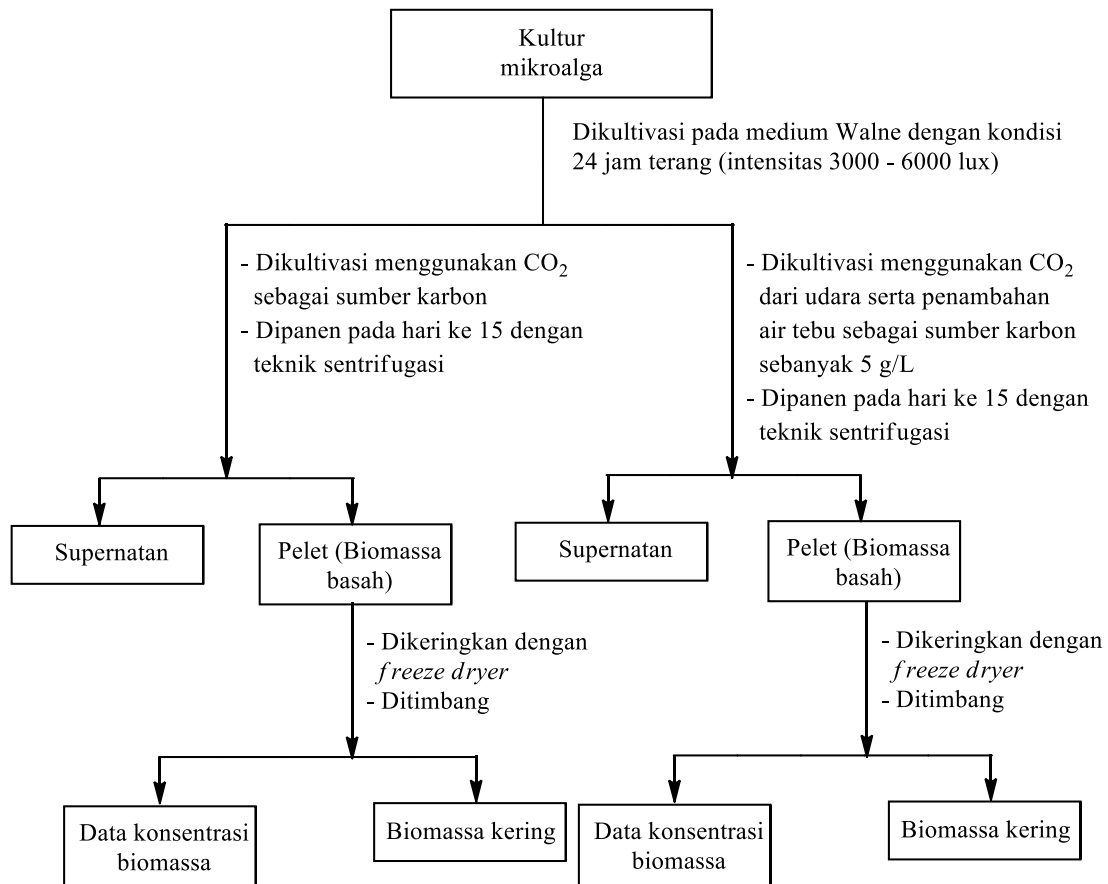 Kultur
mikroalga
Dikultivasi pada medium Walne dengan kondisi
24 jam terang (intensitas 3000 - 6000 lux)
- Dikultivasi menggunakan CO₂
sebagai sumber karbon
- Dipanen pada hari ke 15 dengan
teknik sentrifugasi
- Dikultivasi menggunakan CO₂
dari udara serta penambahan
air tebu sebagai sumber karbon
sebanyak 5 g/L
- Dipanen pada hari ke 15 dengan
teknik sentrifugasi
Supernatan
Pelet (Biomassa
basah)
Supernatan
Pelet (Biomassa
basah)
- Dikeringkan dengan
freeze dryer
- Ditimbang
- Dikeringkan dengan
freeze dryer
- Ditimbang
Data konsentrasi
biomassa
Biomassa kering
Data konsentrasi
biomassa
Biomassa kering